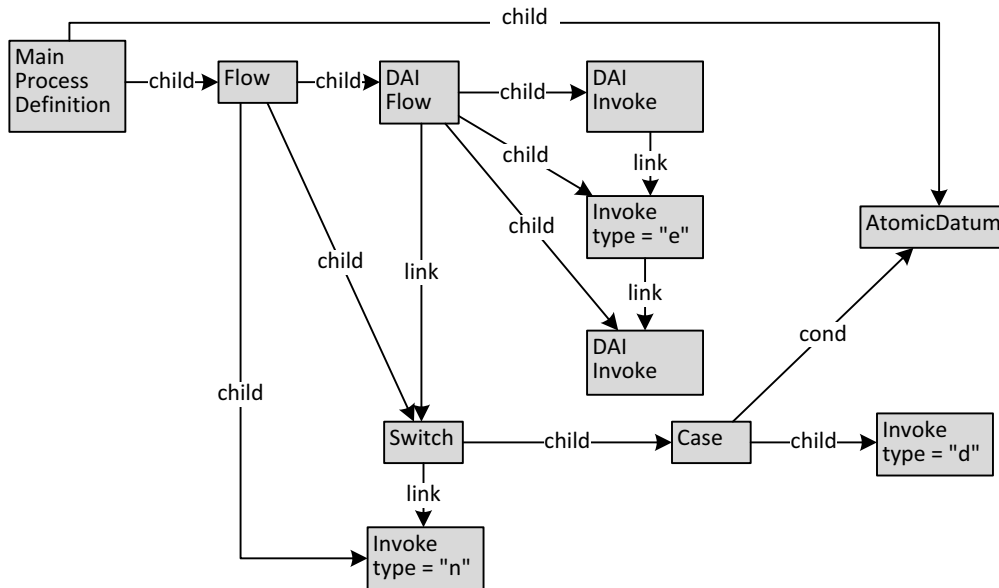 child
Main
Process
Definition
child
Flow
child
DAI
Flow
child
DAI
Invoke
child
link
Invoke
type = "e"
AtomicDatum
child
child
link
link
DAI
Invoke
cond
child
Switch
child
Case
child
Invoke
type = "d"
link
Invoke
type = "n"